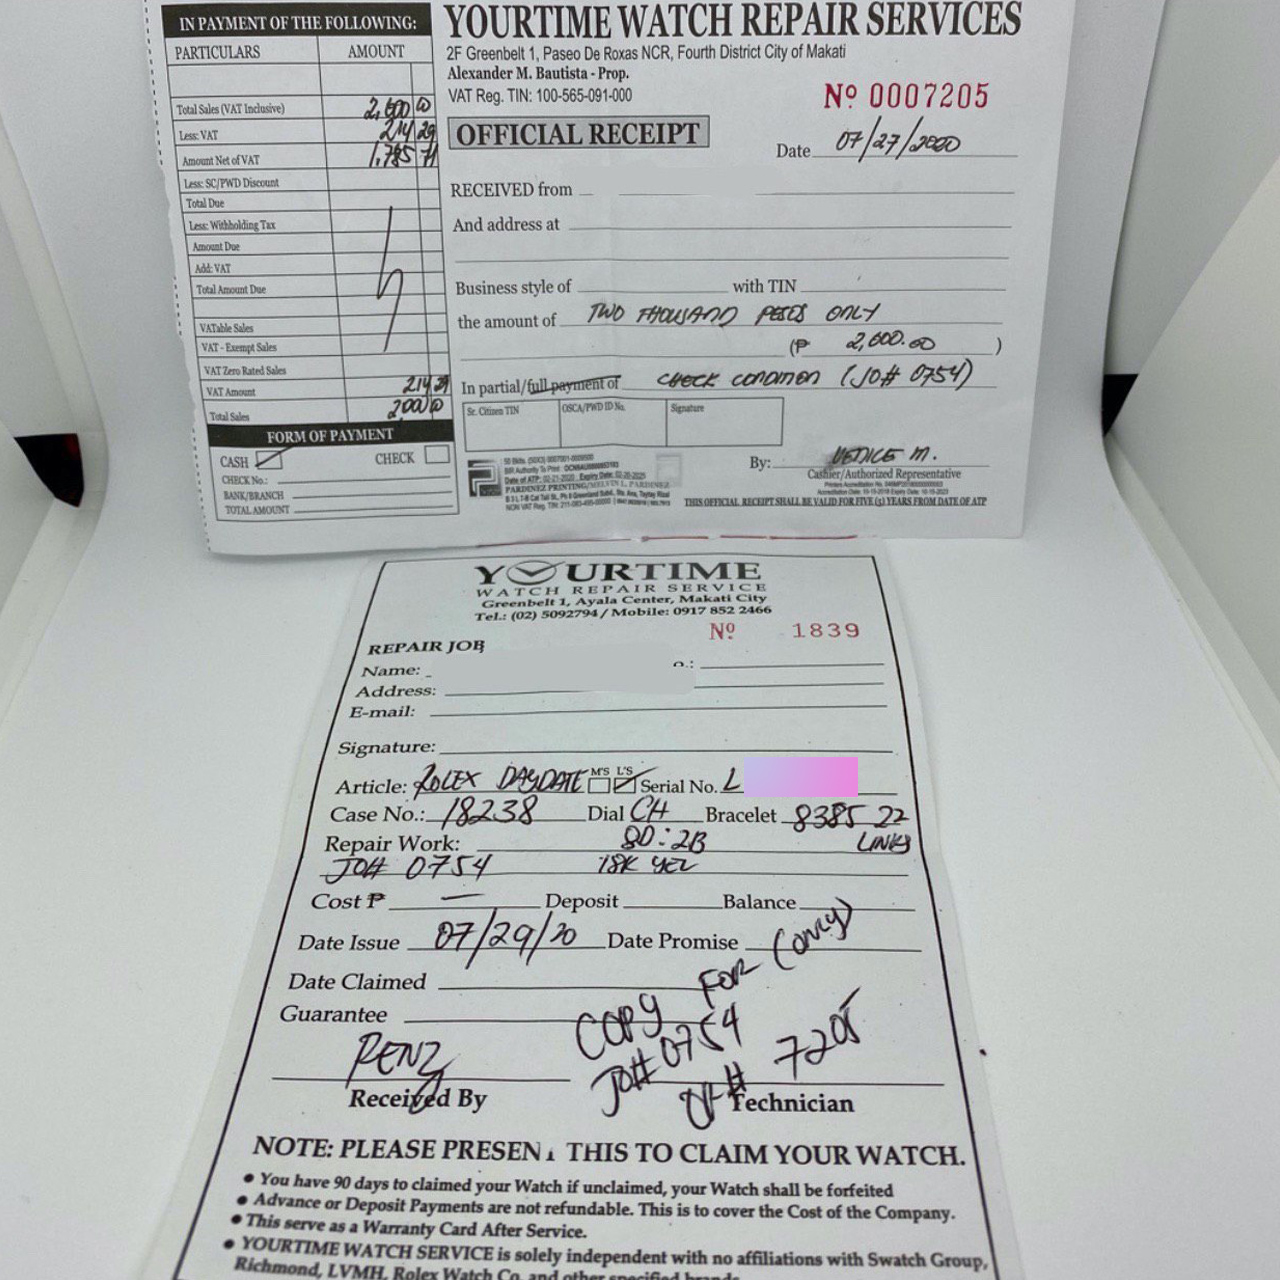 IN PAYMENT OF THE FOLLOWING:
PARTICULARS AMOUNT
Total Sales (VAT Inclusive) 2,000 00
Less: VAT 214 29
Amount Net of VAT 1,785 71
Less: SC/PWD Discount
Total Due
Less: Withholding Tax
Amount Due
Add: VAT
Total Amount Due
VATable Sales
VAT - Exempt Sales
VAT Zero Rated Sales
VAT Amount 214 29
Total Sales 2000 00
FORM OF PAYMENT
CASH CHECK
CHECK No.:
BANK/BRANCH
TOTAL AMOUNT
YOURTIME WATCH REPAIR SERVICES
2F Greenbelt 1, Paseo De Roxas NCR, Fourth District City of Makati
Alexander M. Bautista - Prop.
VAT Reg. TIN: 100-565-091-000
Nº 0007205
OFFICIAL RECEIPT
Date 07/27/2020
RECEIVED from
And address at
Business style of with TIN
the amount of TWO THOUSAND PESOS ONLY
(₱ 2,000.00 )
In partial/full payment of CHECK CONDITION (JO# 0754)
Sr. Citizen TIN OSCA/PWD ID No. Signature
By: VENICE M.
Cashier/Authorized Representative
Date of ATP: 02-21-2020
PARDINEZ PRINTING/MELVIN L. PARDINEZ
THIS OFFICIAL RECEIPT SHALL BE VALID FOR FIVE (5) YEARS FROM DATE OF ATP
YOURTIME
WATCH REPAIR SERVICE
Greenbelt 1, Ayala Center, Makati City
Tel.: (02) 5092794 / Mobile: 0917 852 2466
Nº 1839
REPAIR JOB
Name: o.:
Address:
E-mail:
Signature:
Article: ROLEX DAYDATE M'S L'S Serial No. L
Case No.: 18238 Dial CH Bracelet 8385 22
Repair Work: 80:2B LINKS
JO# 0754 18K YEL
Cost ₱ — Deposit Balance
Date Issue 07/29/20 Date Promise
Date Claimed
Guarantee
COPY FOR (ONLY)
JO# 0754
# 7205
RENZ
Received By Technician
NOTE: PLEASE PRESEN THIS TO CLAIM YOUR WATCH.
• You have 90 days to claimed your Watch if unclaimed, your Watch shall be forfeited
• Advance or Deposit Payments are not refundable. This is to cover the Cost of the Company.
• This serve as a Warranty Card After Service.
• YOURTIME WATCH SERVICE is solely independent with no affiliations with Swatch Group,
Richmond, LVMH, Rolex Watch Co. and other specified brands